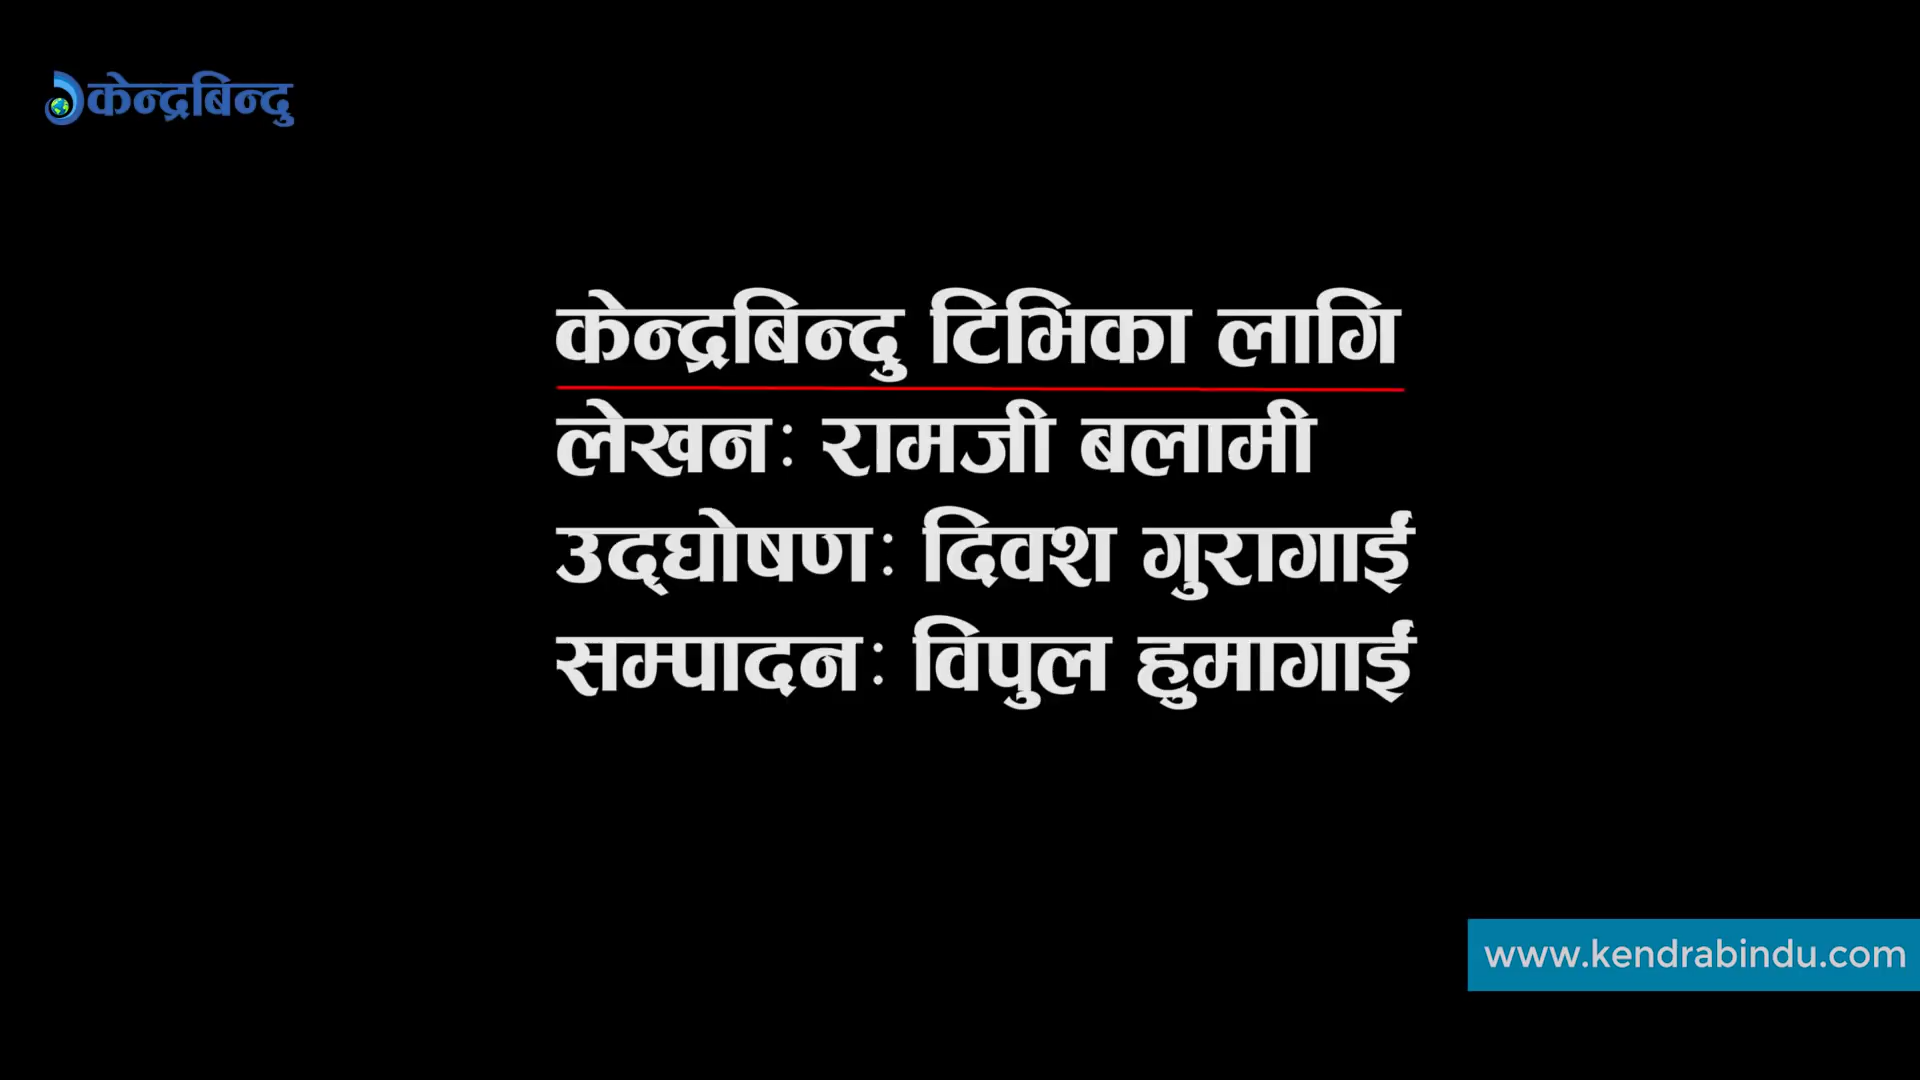 केन्द्रबिन्दु
केन्द्रबिन्दु टिभिका लागि
लेखनः रामजी बलामी
उद्घोषणः दिवश गुरागाईं
सम्पादनः विपुल हुमागाईं
www.kendrabindu.com